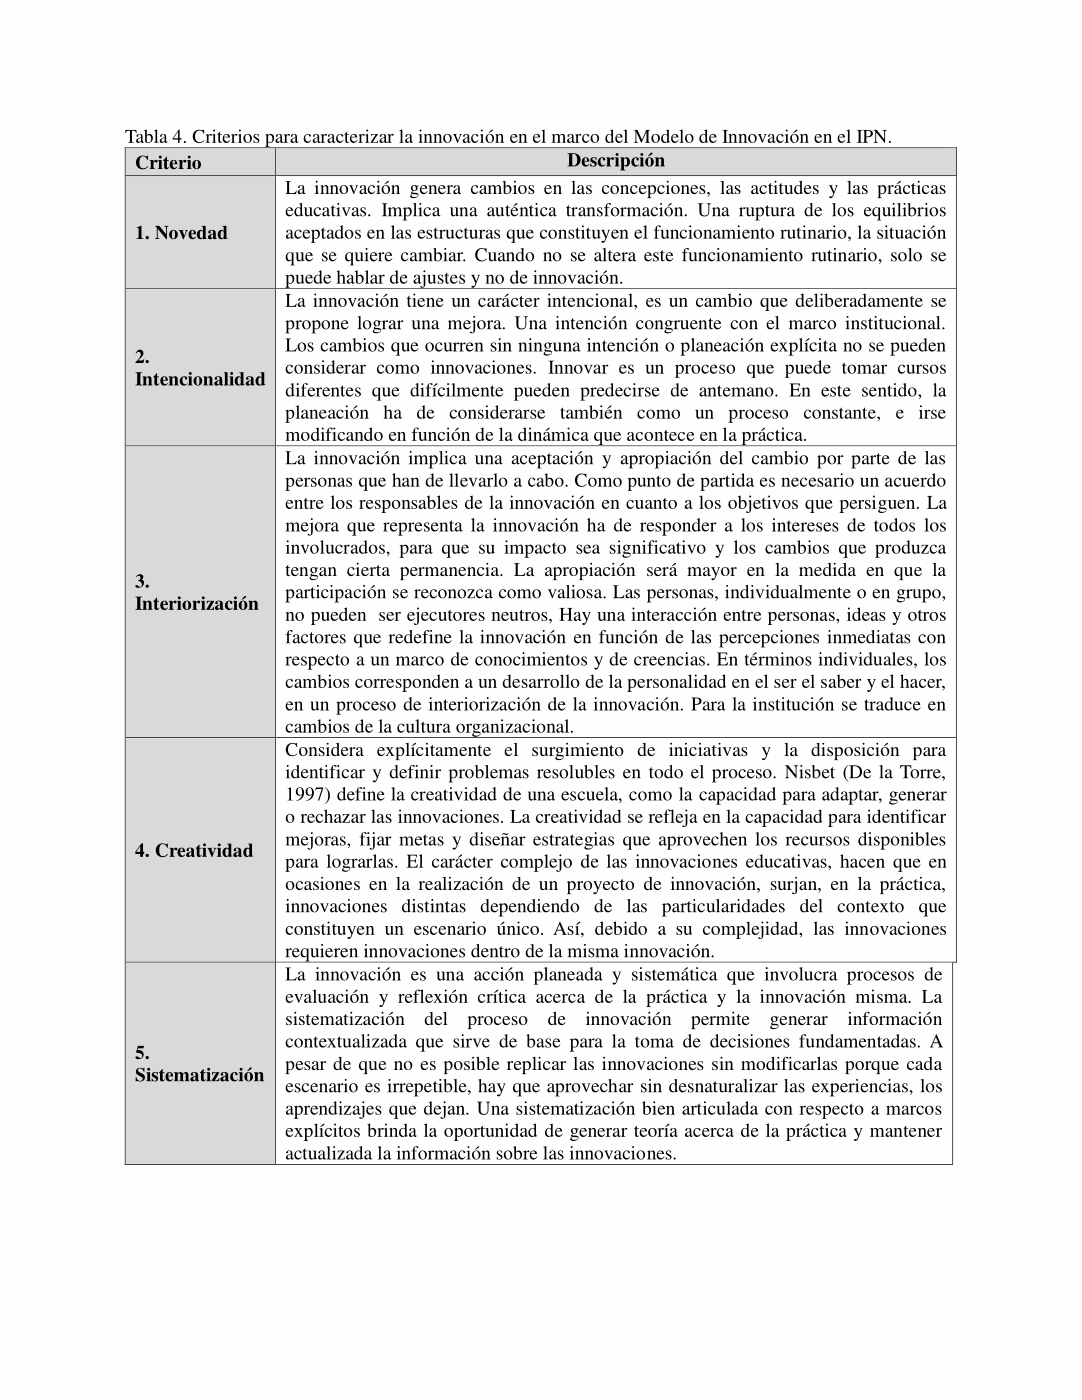 Tabla 4. Criterios para caracterizar la innovación en el marco del Modelo de Innovación en el IPN.
Criterio
Descripción
1. Novedad
La innovación genera cambios en las concepciones, las actitudes y las prácticas
educativas. Implica una auténtica transformación. Una ruptura de los equilibrios
aceptados en las estructuras que constituyen el funcionamiento rutinario, la situación
que se quiere cambiar. Cuando no se altera este funcionamiento rutinario, solo se
puede hablar de ajustes y no de innovación.
2.
Intencionalidad
La innovación tiene un carácter intencional, es un cambio que deliberadamente se
propone lograr una mejora. Una intención congruente con el marco institucional.
Los cambios que ocurren sin ninguna intención o planeación explícita no se pueden
considerar como innovaciones. Innovar es un proceso que puede tomar cursos
diferentes que difícilmente pueden predecirse de antemano. En este sentido, la
planeación ha de considerarse también como un proceso constante, e irse
modificando en función de la dinámica que acontece en la práctica.
3.
Interiorización
La innovación implica una aceptación y apropiación del cambio por parte de las
personas que han de llevarlo a cabo. Como punto de partida es necesario un acuerdo
entre los responsables de la innovación en cuanto a los objetivos que persiguen. La
mejora que representa la innovación ha de responder a los intereses de todos los
involucrados, para que su impacto sea significativo y los cambios que produzca
tengan cierta permanencia. La apropiación será mayor en la medida en que la
participación se reconozca como valiosa. Las personas, individualmente o en grupo,
no pueden  ser ejecutores neutros, Hay una interacción entre personas, ideas y otros
factores que redefine la innovación en función de las percepciones inmediatas con
respecto a un marco de conocimientos y de creencias. En términos individuales, los
cambios corresponden a un desarrollo de la personalidad en el ser el saber y el hacer,
en un proceso de interiorización de la innovación. Para la institución se traduce en
cambios de la cultura organizacional.
4. Creatividad
Considera explícitamente el surgimiento de iniciativas y la disposición para
identificar y definir problemas resolubles en todo el proceso. Nisbet (De la Torre,
1997) define la creatividad de una escuela, como la capacidad para adaptar, generar
o rechazar las innovaciones. La creatividad se refleja en la capacidad para identificar
mejoras, fijar metas y diseñar estrategias que aprovechen los recursos disponibles
para lograrlas. El carácter complejo de las innovaciones educativas, hacen que en
ocasiones en la realización de un proyecto de innovación, surjan, en la práctica,
innovaciones distintas dependiendo de las particularidades del contexto que
constituyen un escenario único. Así, debido a su complejidad, las innovaciones
requieren innovaciones dentro de la misma innovación.
5.
Sistematización
La innovación es una acción planeada y sistemática que involucra procesos de
evaluación y reflexión crítica acerca de la práctica y la innovación misma. La
sistematización del proceso de innovación permite generar información
contextualizada que sirve de base para la toma de decisiones fundamentadas. A
pesar de que no es posible replicar las innovaciones sin modificarlas porque cada
escenario es irrepetible, hay que aprovechar sin desnaturalizar las experiencias, los
aprendizajes que dejan. Una sistematización bien articulada con respecto a marcos
explícitos brinda la oportunidad de generar teoría acerca de la práctica y mantener
actualizada la información sobre las innovaciones.